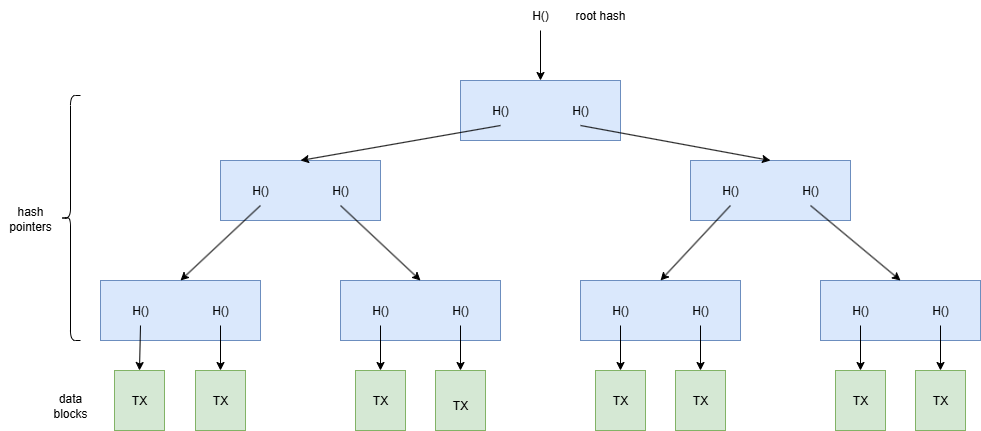 H() root hash
H() H()
H() H() H() H()
hash
pointers
H() H() H() H() H() H() H() H()
data
blocks
TX TX TX TX TX TX TX TX